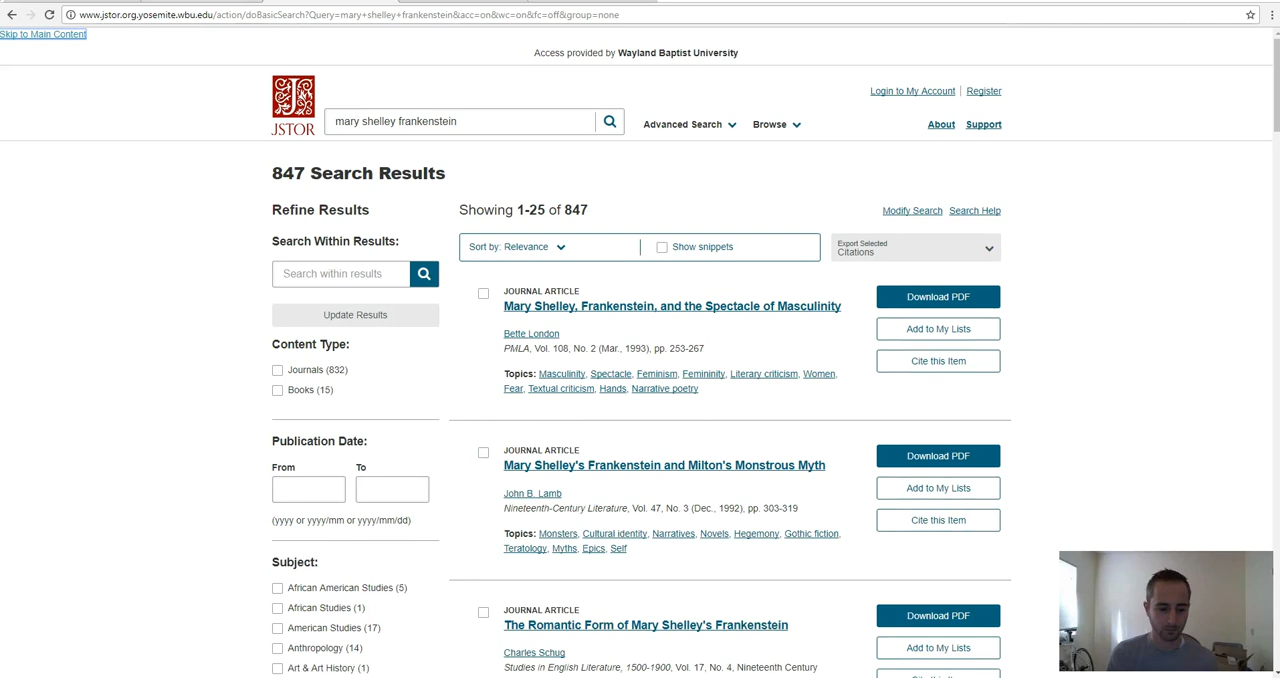 www.jstor.org.yosemite.wbu.edu/action/doBasicSearch?Query=mary+shelley+frankenstein&acc=on&wc=on&fc=off&group=none
Skip to Main Content
Access provided by Wayland Baptist University
Login to My Account | Register
JSTOR
mary shelley frankenstein
Advanced Search
Browse
About
Support
847 Search Results
Refine Results
Search Within Results:
Search within results
Update Results
Content Type:
Journals (832)
Books (15)
Publication Date:
From To
(yyyy or yyyy/mm or yyyy/mm/dd)
Subject:
African American Studies (5)
African Studies (1)
American Studies (17)
Anthropology (14)
Art & Art History (1)
Showing 1-25 of 847
Modify Search Search Help
Sort by: Relevance
Show snippets
Export Selected
Citations
JOURNAL ARTICLE
Mary Shelley, Frankenstein, and the Spectacle of Masculinity
Bette London
PMLA, Vol. 108, No. 2 (Mar., 1993), pp. 253-267
Topics: Masculinity, Spectacle, Feminism, Femininity, Literary criticism, Women,
Fear, Textual criticism, Hands, Narrative poetry
Download PDF
Add to My Lists
Cite this Item
JOURNAL ARTICLE
Mary Shelley's Frankenstein and Milton's Monstrous Myth
John B. Lamb
Nineteenth-Century Literature, Vol. 47, No. 3 (Dec., 1992), pp. 303-319
Topics: Monsters, Cultural identity, Narratives, Novels, Hegemony, Gothic fiction,
Teratology, Myths, Epics, Self
Download PDF
Add to My Lists
Cite this Item
JOURNAL ARTICLE
The Romantic Form of Mary Shelley's Frankenstein
Charles Schug
Studies in English Literature, 1500-1900, Vol. 17, No. 4, Nineteenth Century
Download PDF
Add to My Lists
Cite this Item